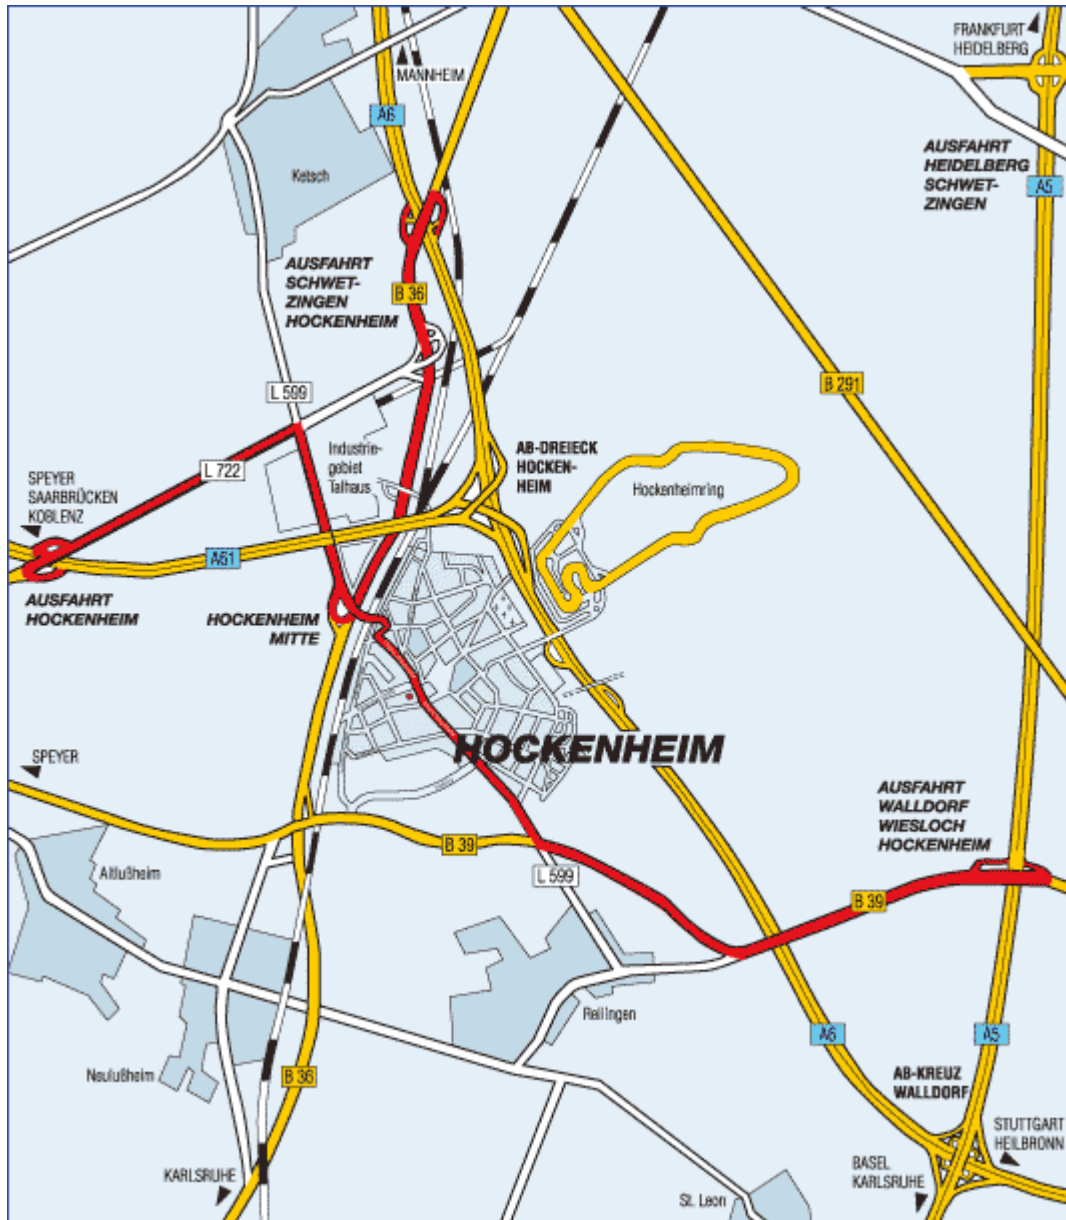 FRANKFURT
HEIDELBERG
MANNHEIM
A6
Ketsch
AUSFAHRT
HEIDELBERG
SCHWET-
ZINGEN
A5
AUSFAHRT
SCHWET-
ZINGEN
HOCKENHEIM
B 36
B 291
L 599
L 722
Industrie-
gebiet
Talhaus
AB-DREIECK
HOCKEN-
HEIM
Hockenheimring
SPEYER
SAARBRÜCKEN
KOBLENZ
A61
AUSFAHRT
HOCKENHEIM
HOCKENHEIM
MITTE
HOCKENHEIM
SPEYER
AUSFAHRT
WALLDORF
WIESLOCH
HOCKENHEIM
B 39
L 599
B 39
Altlußheim
Reilingen
A6
A5
Neulußheim
B 36
AB-KREUZ
WALLDORF
STUTTGART
HEILBRONN
KARLSRUHE
BASEL
KARLSRUHE
St. Leon